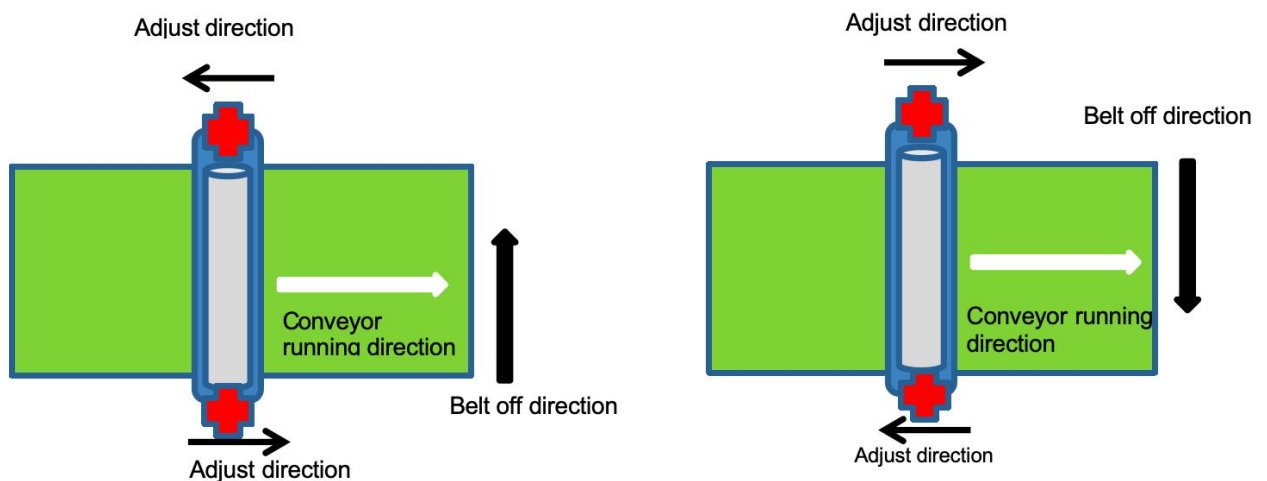 Adjust direction
Conveyor
running direction
Belt off direction
Adjust direction
Adjust direction
Belt off direction
Conveyor running
direction
Adjust direction